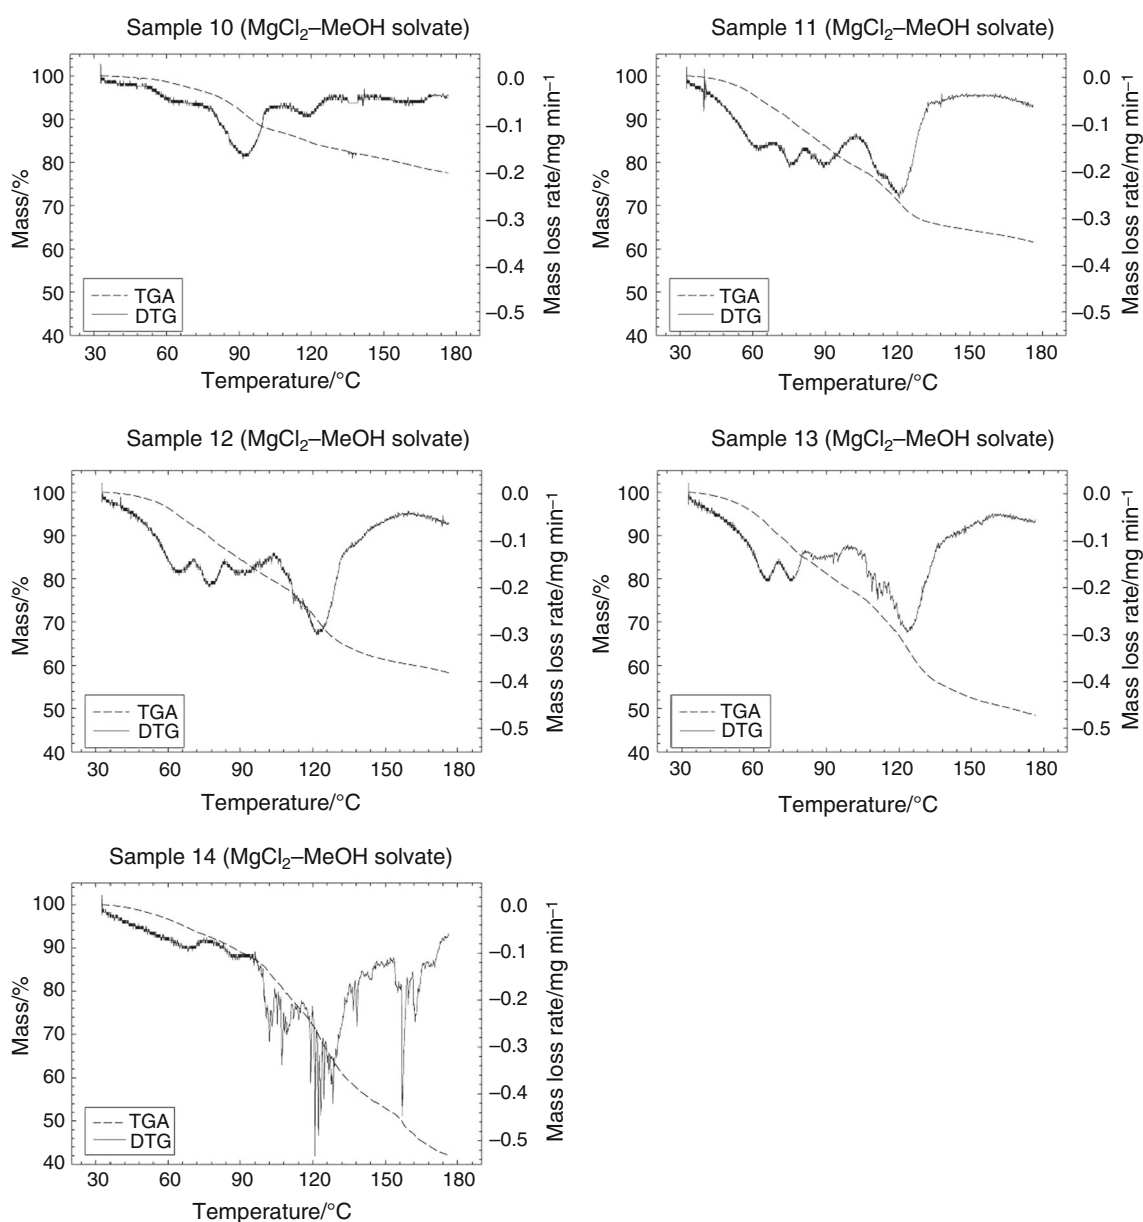 Sample 10 (MgCl₂–MeOH solvate)
Sample 11 (MgCl₂–MeOH solvate)
100
90
80
70
60
50
40
Mass/%
0.0
–0.1
–0.2
–0.3
–0.4
–0.5
Mass loss rate/mg min⁻¹
TGA
DTG
30 60 90 120 150 180
Temperature/°C
100
90
80
70
60
50
40
Mass/%
0.0
–0.1
–0.2
–0.3
–0.4
–0.5
Mass loss rate/mg min⁻¹
TGA
DTG
30 60 90 120 150 180
Temperature/°C
Sample 12 (MgCl₂–MeOH solvate)
Sample 13 (MgCl₂–MeOH solvate)
100
90
80
70
60
50
40
Mass/%
0.0
–0.1
–0.2
–0.3
–0.4
–0.5
Mass loss rate/mg min⁻¹
TGA
DTG
30 60 90 120 150 180
Temperature/°C
100
90
80
70
60
50
40
Mass/%
0.0
–0.1
–0.2
–0.3
–0.4
–0.5
Mass loss rate/mg min⁻¹
TGA
DTG
30 60 90 120 150 180
Temperature/°C
Sample 14 (MgCl₂–MeOH solvate)
100
90
80
70
60
50
40
Mass/%
0.0
–0.1
–0.2
–0.3
–0.4
–0.5
Mass loss rate/mg min⁻¹
TGA
DTG
30 60 90 120 150 180
Temperature/°C